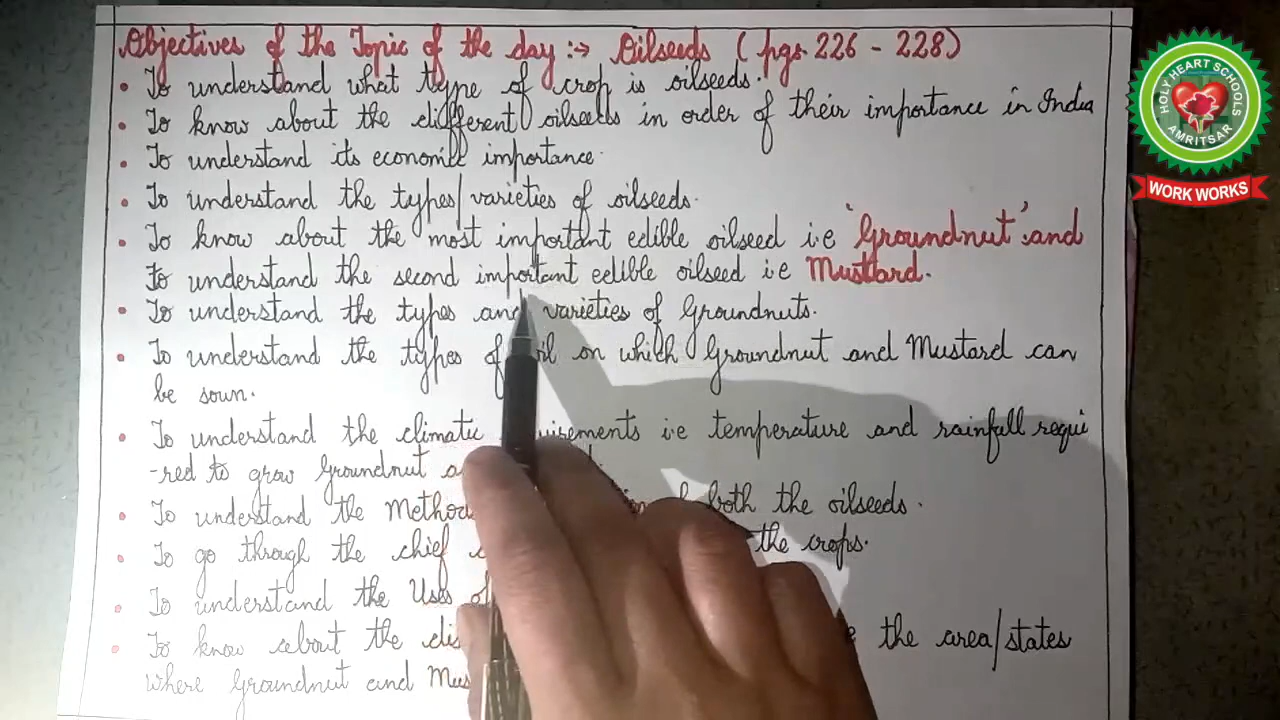 Objectives of the Topic of the day :-> Oilseeds (pgs. 226 - 228)
• To understand what type of crop is oilseeds.
• To know about the different oilseeds in order of their importance in India
• To understand its economic importance.
• To understand the types/varieties of oilseeds.
• To know about the most important edible oilseed i.e 'Groundnut' and
To understand the second important edible oilseed i.e Mustard.
• To understand the types and varieties of Groundnuts.
• To understand the types of oil on which Groundnut and Mustard can
be sown.
• To understand the climatic i.e temperature and rainfall requi
-red to grow Groundnut
• To understand the both the oilseeds.
• To go through the chief the crops.
• To understand the Uses of
• To know about the the area/states
where Groundnut and
HOLY HEART SCHOOLS
AMRITSAR
WORK WORKS